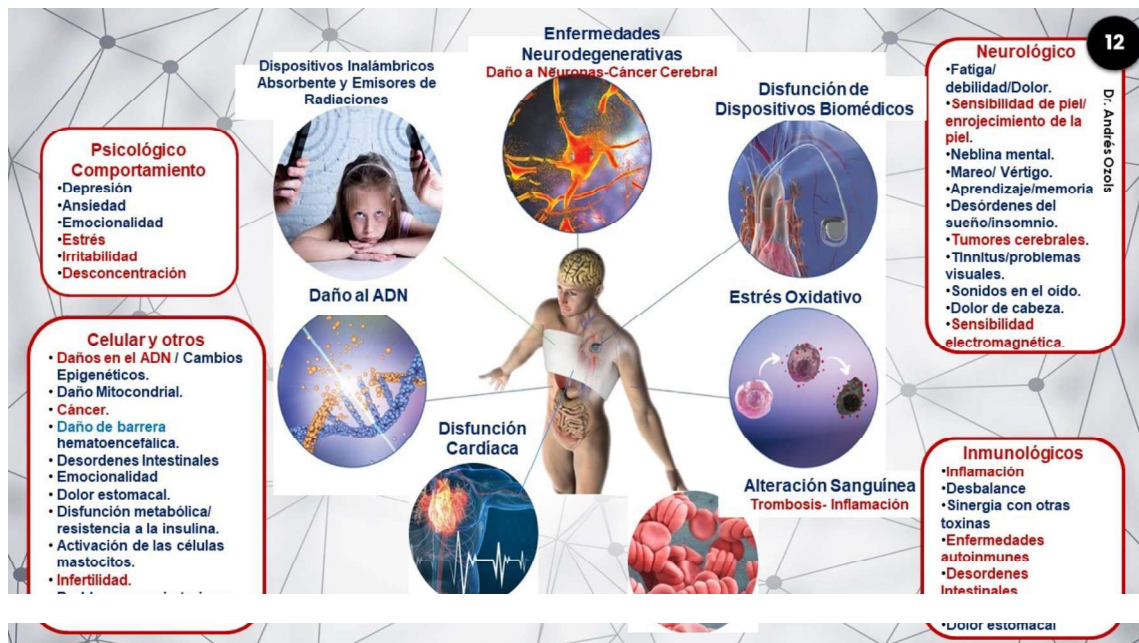 Enfermedades
Neurodegenerativas
Daño a Neuronas-Cáncer Cerebral
Dispositivos Inalámbricos
Absorbente y Emisores de
Radiaciones
Disfunción de
Dispositivos Biomédicos
12
Dr. Andrés Ozols
Psicológico
Comportamiento
•Depresión
•Ansiedad
•Emocionalidad
•Estrés
•Irritabilidad
•Desconcentración
Neurológico
•Fatiga/
debilidad/Dolor.
•Sensibilidad de piel/
enrojecimiento de la
piel.
•Neblina mental.
•Mareo/ Vértigo.
•Aprendizaje/memoria
•Desórdenes del
sueño/insomnio.
•Tumores cerebrales.
•Tinnitus/problemas
visuales.
•Sonidos en el oído.
•Dolor de cabeza.
•Sensibilidad
electromagnética.
Daño al ADN
Estrés Oxidativo
Celular y otros
• Daños en el ADN / Cambios
Epigenéticos.
• Daño Mitocondrial.
• Cáncer.
• Daño de barrera
hematoencefálica.
• Desordenes Intestinales
• Emocionalidad
• Dolor estomacal.
• Disfunción metabólica/
resistencia a la insulina.
• Activación de las células
mastocitos.
• Infertilidad.
Disfunción
Cardíaca
Alteración Sanguínea
Trombosis- Inflamación
Inmunológicos
•Inflamación
•Desbalance
•Sinergia con otras
toxinas
•Enfermedades
autoinmunes
•Desordenes
Intestinales
•Dolor estomacal